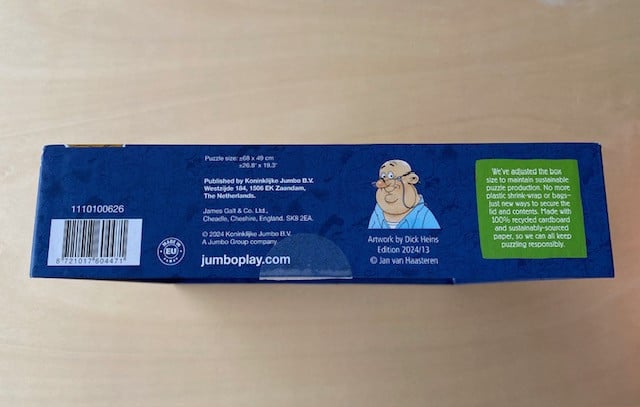 Puzzle size: ±68 x 49 cm
±26.8" x 19.3"
Published by Koninklijke Jumbo B.V.
Westzijde 184, 1506 EK Zaandam,
The Netherlands.
James Galt & Co. Ltd.,
Cheadle, Cheshire, England. SK8 2EA.
© 2024 Koninklijke Jumbo B.V.
A Jumbo Group company.
jumboplay.com
1110100626
8 721017 604471
MADE IN
EU
Artwork by Dick Heins
Edition 2024/13
© Jan van Haasteren
We've adjusted the box
size to maintain sustainable
puzzle production. No more
plastic shrink-wrap or bags–
just new ways to secure the
lid and contents. Made with
100% recycled cardboard
and sustainably-sourced
paper, so we can all keep
puzzling responsibly.